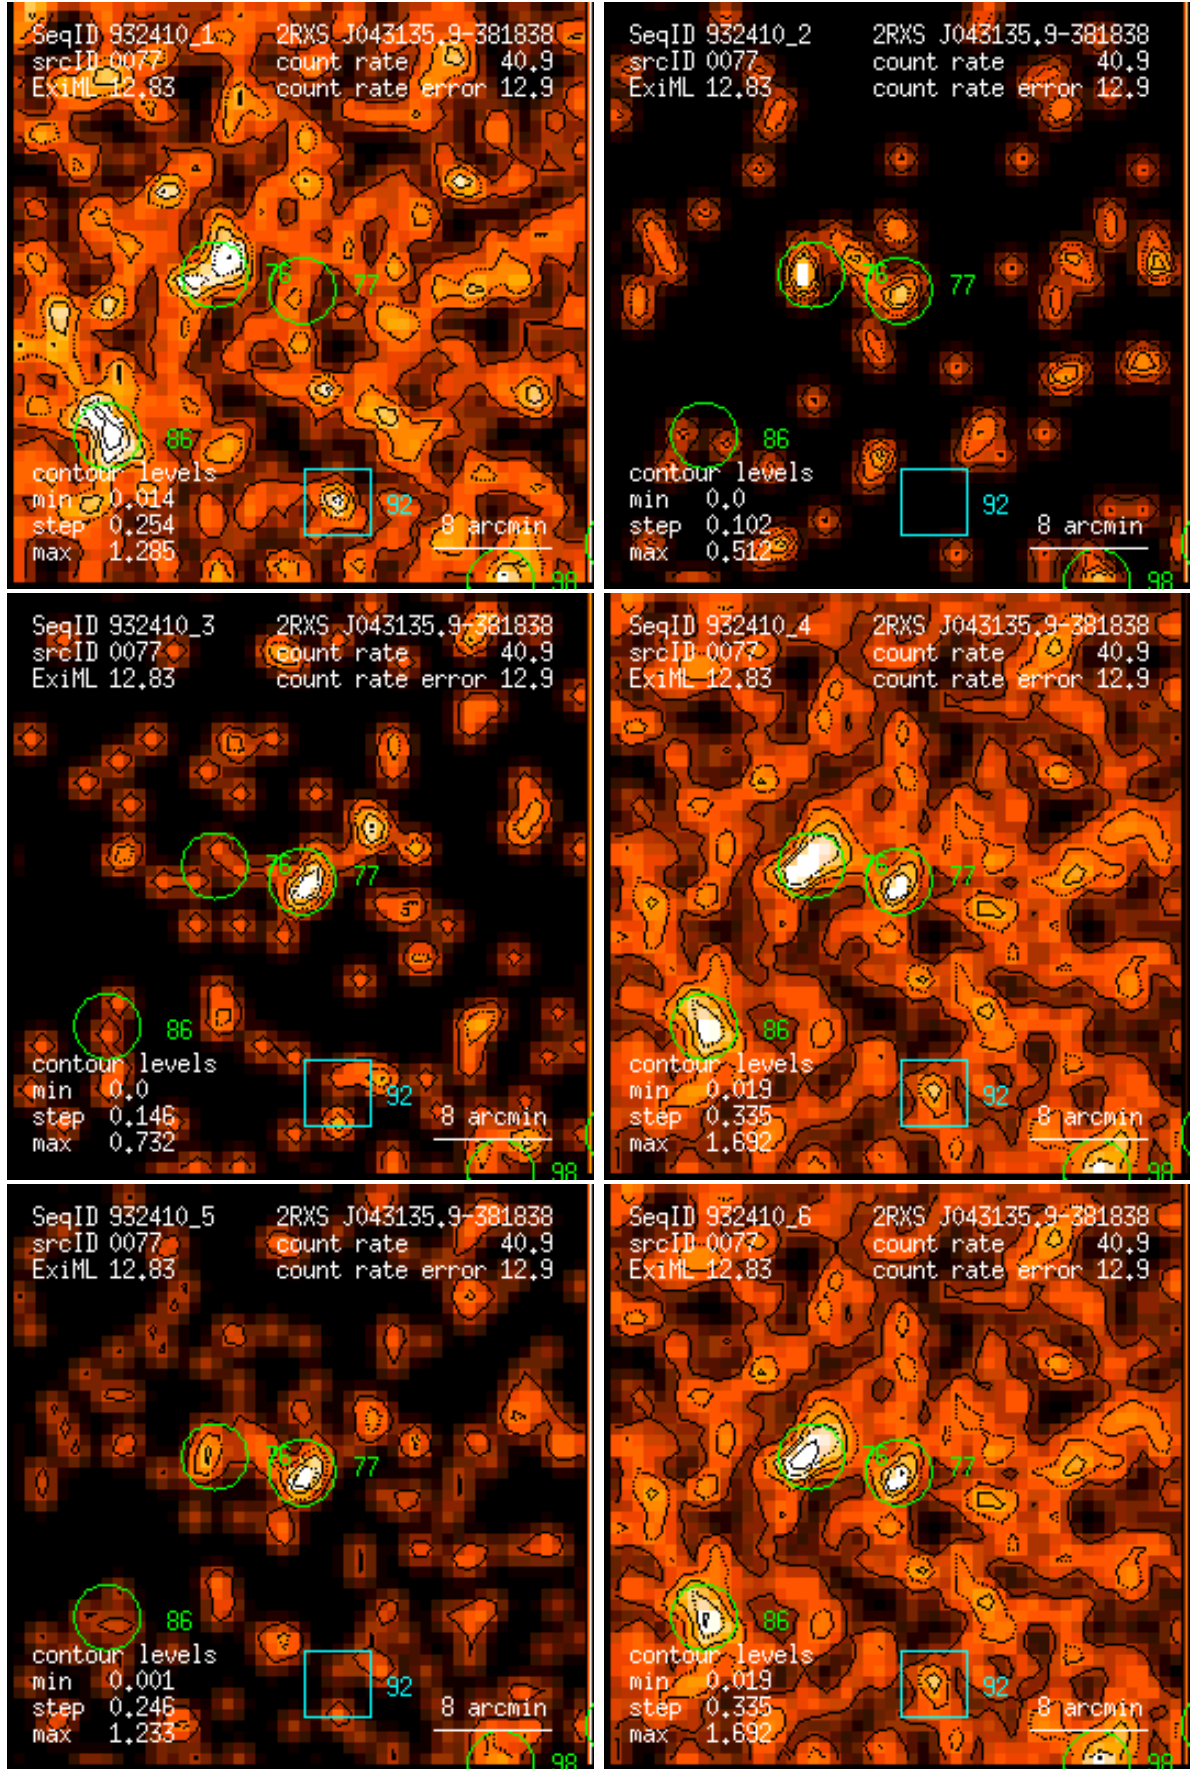 SeqID 932410_1 2RXS J043135.9-381838
srcID 0077 count rate 40.9
ExiML 12.83 count rate error 12.9
76
77
86
contour levels
min 0.014
92
step 0.254 8 arcmin
max 1.285
98
SeqID 932410_2 2RXS J043135.9-381838
srcID 0077 count rate 40.9
ExiML 12.83 count rate error 12.9
76
77
86
contour levels
min 0.0
92
step 0.102 8 arcmin
max 0.512
98
SeqID 932410_3 2RXS J043135.9-381838
srcID 0077 count rate 40.9
ExiML 12.83 count rate error 12.9
76
77
86
contour levels
min 0.0
92
step 0.146 8 arcmin
max 0.732
98
SeqID 932410_4 2RXS J043135.9-381838
srcID 0077 count rate 40.9
ExiML 12.83 count rate error 12.9
76
77
86
contour levels
min 0.019
92
step 0.335 8 arcmin
max 1.692
98
SeqID 932410_5 2RXS J043135.9-381838
srcID 0077 count rate 40.9
ExiML 12.83 count rate error 12.9
76
77
86
contour levels
min 0.001
92
step 0.246 8 arcmin
max 1.233
98
SeqID 932410_6 2RXS J043135.9-381838
srcID 0077 count rate 40.9
ExiML 12.83 count rate error 12.9
76
77
86
contour levels
min 0.019
92
step 0.335 8 arcmin
max 1.692
98